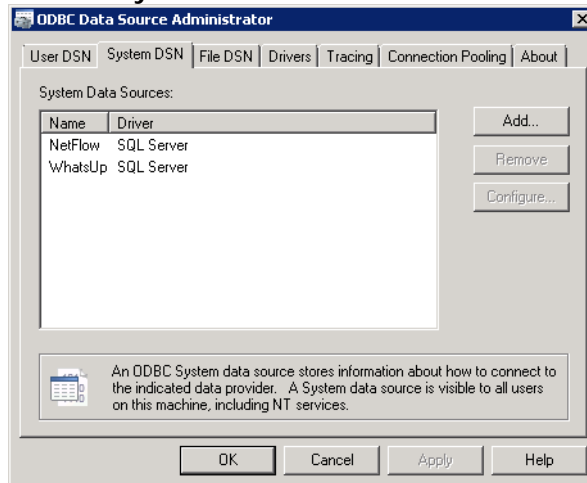 ODBC Data Source Administrator
User DSN System DSN File DSN Drivers Tracing Connection Pooling About
System Data Sources:
Name Driver
NetFlow SQL Server
WhatsUp SQL Server
Add...
Remove
Configure...
An ODBC System data source stores information about how to connect to
the indicated data provider. A System data source is visible to all users
on this machine, including NT services.
OK Cancel Apply Help